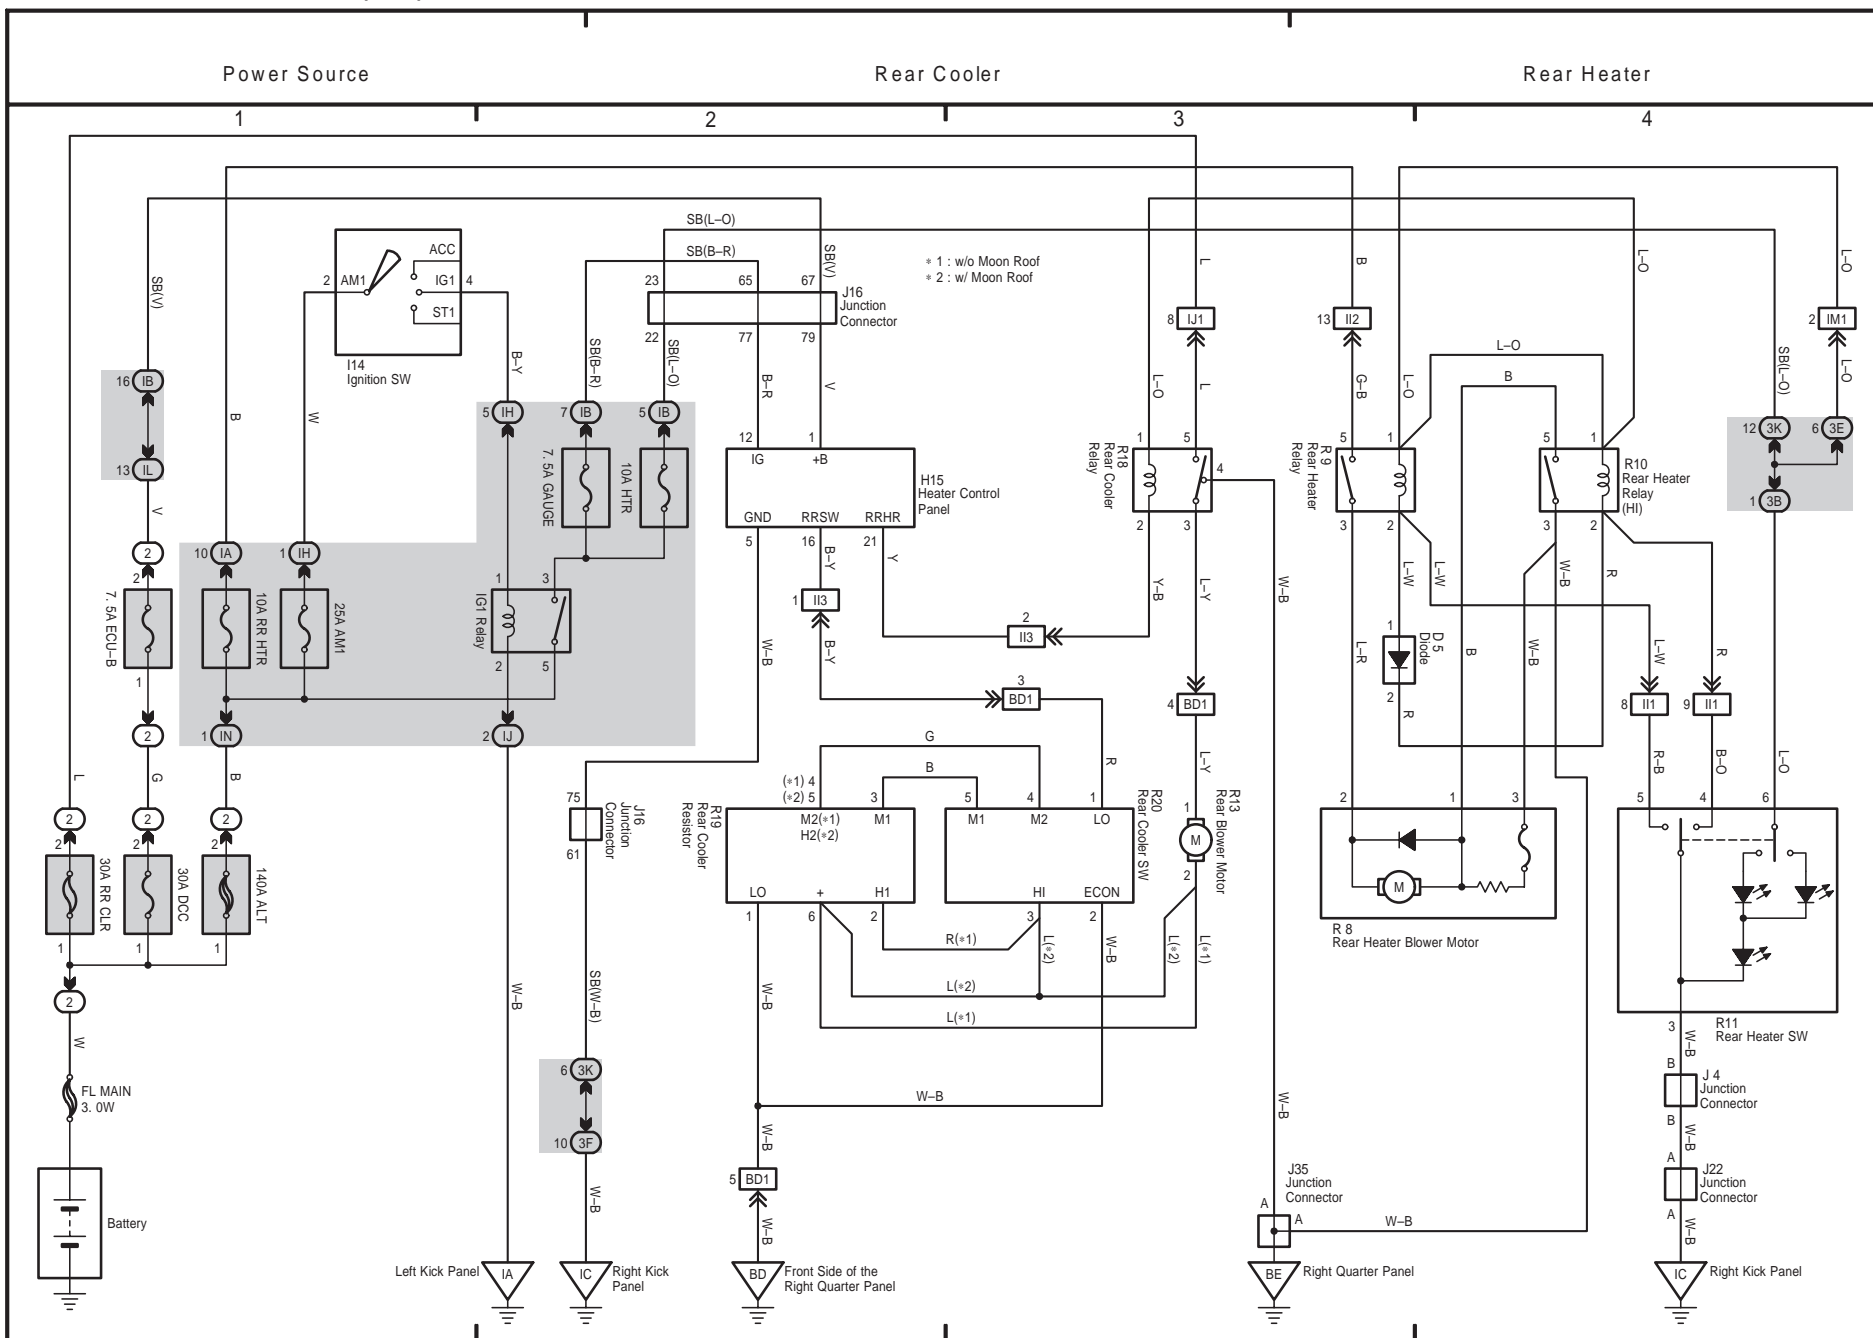 Power Source
Rear Cooler
Rear Heater
1
2
3
4
SB(L–O)
SB(B–R)
∗ 1 : w/o Moon Roof
∗ 2 : w/ Moon Roof
SB(V)
SB(V)
L
B
L–O
L–O
ACC
2
AM1
IG1
4
ST1
I14
Ignition SW
23
65
67
J16
Junction
Connector
22
77
79
8
IJ1
13
II2
2
IM1
B–Y
SB(B–R)
SB(L–O)
B–R
V
L–O
L
G–B
L–O
L–O
B
SB(L–O)
L–O
16
IB
B
W
13
IL
5
IH
7
IB
5
IB
7. 5A GAUGE
10A HTR
12
1
IG
+B
H15
Heater Control
Panel
GND
RRSW
RRHR
5
16
21
1
5
4
R18
Rear Cooler
Relay
2
3
5
1
R 9
Rear Heater
Relay
3
2
5
1
R10
Rear Heater
Relay
(HI)
3
2
12
3K
6
3E
1
3B
V
2
10
IA
1
IH
2
7. 5A ECU–B
1
10A RR HTR
25A AM1
1
3
IG1 Relay
2
5
B–Y
Y
1
II3
B–Y
2
II3
W–B
Y–B
L–Y
W–B
L–W
L–W
W–B
R
1
D 5
Diode
2
R
L–R
B
W–B
L–W
R
2
1
IN
2
IJ
3
BD1
4
BD1
8
II1
9
II1
L
G
B
G
B
R
L–Y
R–B
B–O
L–O
2
2
2
2
2
2
30A RR CLR
30A DCC
140A ALT
1
1
1
2
75
J16
Junction
Connector
61
(∗1) 4
(∗2) 5
3
M2(∗1)
M1
H2(∗2)
R19
Rear Cooler
Resistor
LO
+
H1
1
6
2
5
4
1
M1
M2
LO
R20
Rear Cooler SW
HI
ECON
3
2
1
M
R13
Rear Blower Motor
2
2
1
3
M
R 8
Rear Heater Blower Motor
5
4
6
3
R11
Rear Heater SW
R(∗1)
L(∗2)
W–B
L(∗2)
L(∗1)
L(∗2)
L(∗1)
W–B
SB(W–B)
W–B
W
FL MAIN
3. 0W
6
3K
10
3F
W–B
W–B
W–B
W–B
B
J 4
Junction
Connector
B
W–B
A
J22
Junction
Connector
A
W–B
W–B
5
BD1
W–B
W–B
J35
Junction
Connector
A
A
W–B
Battery
Left Kick Panel
IA
IC
Right Kick
Panel
BD
Front Side of the
Right Quarter Panel
BE
Right Quarter Panel
IC
Right Kick Panel